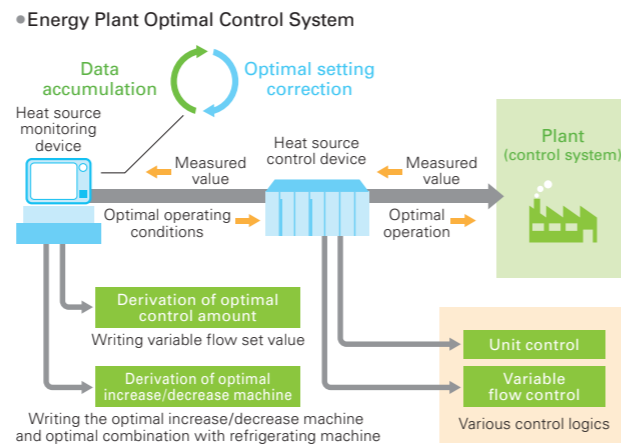 •Energy Plant Optimal Control System
Data
accumulation
Optimal setting
correction
Heat source
monitoring
device
Measured
value
Heat source
control device
Measured
value
Plant
(control system)
Optimal operating
conditions
Optimal
operation
Derivation of optimal
control amount
Writing variable flow set value
Derivation of optimal
increase/decrease machine
Writing the optimal increase/decrease machine
and optimal combination with refrigerating machine
Unit control
Variable
flow control
Various control logics